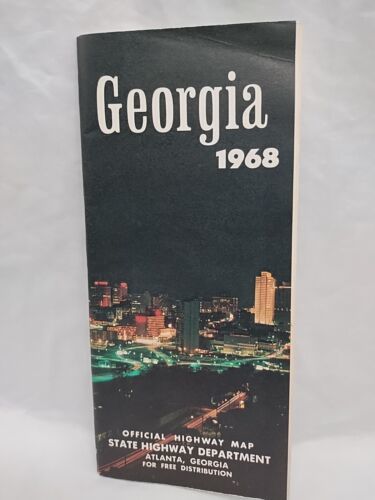 Georgia
1968
OFFICIAL HIGHWAY MAP
STATE HIGHWAY DEPARTMENT
ATLANTA, GEORGIA
FOR FREE DISTRIBUTION